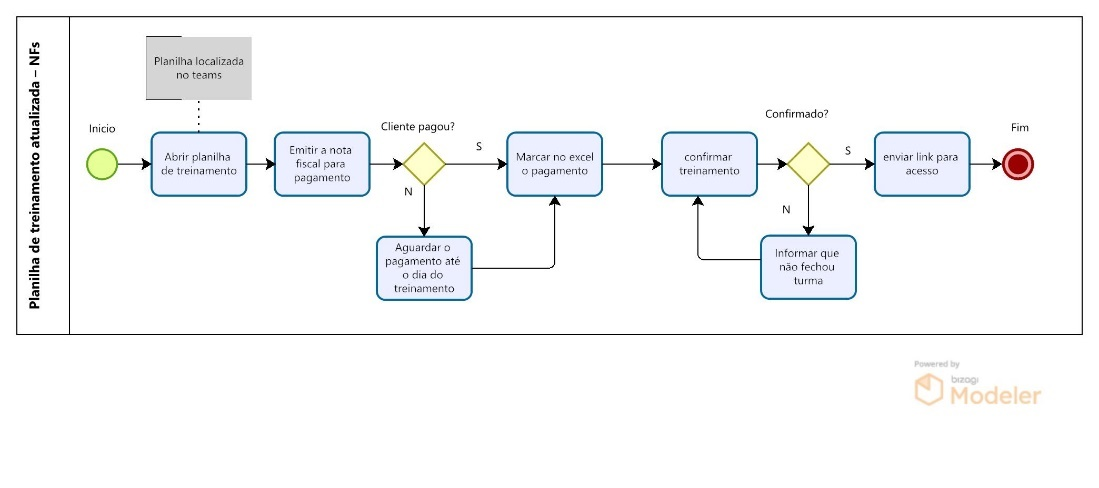 Planilha de treinamento atualizada – NFs
Planilha localizada
no teams
Inicio
Abrir planilha
de treinamento
Emitir a nota
fiscal para
pagamento
Cliente pagou?
S
N
Aguardar o
pagamento até
o dia do
treinamento
Marcar no excel
o pagamento
confirmar
treinamento
Confirmado?
S
N
Informar que
não fechou
turma
enviar link para
acesso
Fim
Powered by
bizagi
Modeler